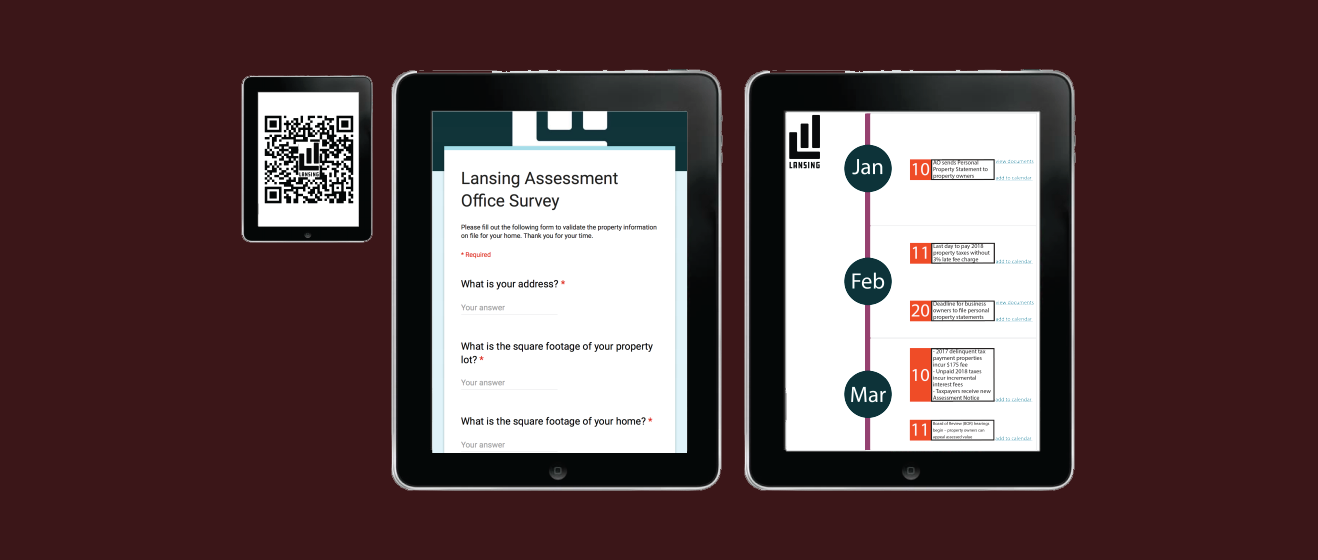 LANSING
Lansing Assessment
Office Survey
Please fill out the following form to validate the property information
on file for your home. Thank you for your time.
* Required
What is your address? *
Your answer
What is the square footage of your property
lot? *
Your answer
What is the square footage of your home? *
Your answer
LANSING
Jan
10
AO sends Personal
Property Statement to
property owners
view documents
add to calendar
Feb
11
Last day to pay 2018
property taxes without
3% late fee charge
add to calendar
20
Deadline for business
owners to file personal
property statements
view documents
add to calendar
Mar
10
- 2017 delinquent tax
payment properties
incur $175 fee
- Unpaid 2018 taxes
incur incremental
interest fees
- Taxpayers receive new
Assessment Notice
add to calendar
11
Board of Review (BOR) hearings
begin - property owners can
appeal assessed value
add to calendar